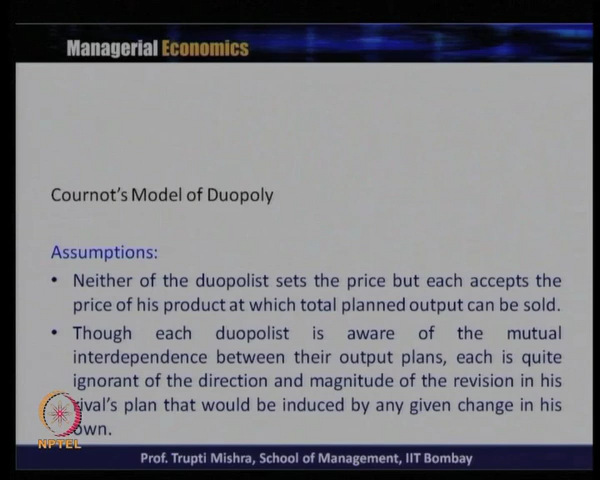 Managerial Economics
Cournot's Model of Duopoly
Assumptions:
• Neither of the duopolist sets the price but each accepts the
price of his product at which total planned output can be sold.
• Though each duopolist is aware of the mutual
interdependence between their output plans, each is quite
ignorant of the direction and magnitude of the revision in his
rival's plan that would be induced by any given change in his
own.
NPTEL
Prof. Trupti Mishra, School of Management, IIT Bombay